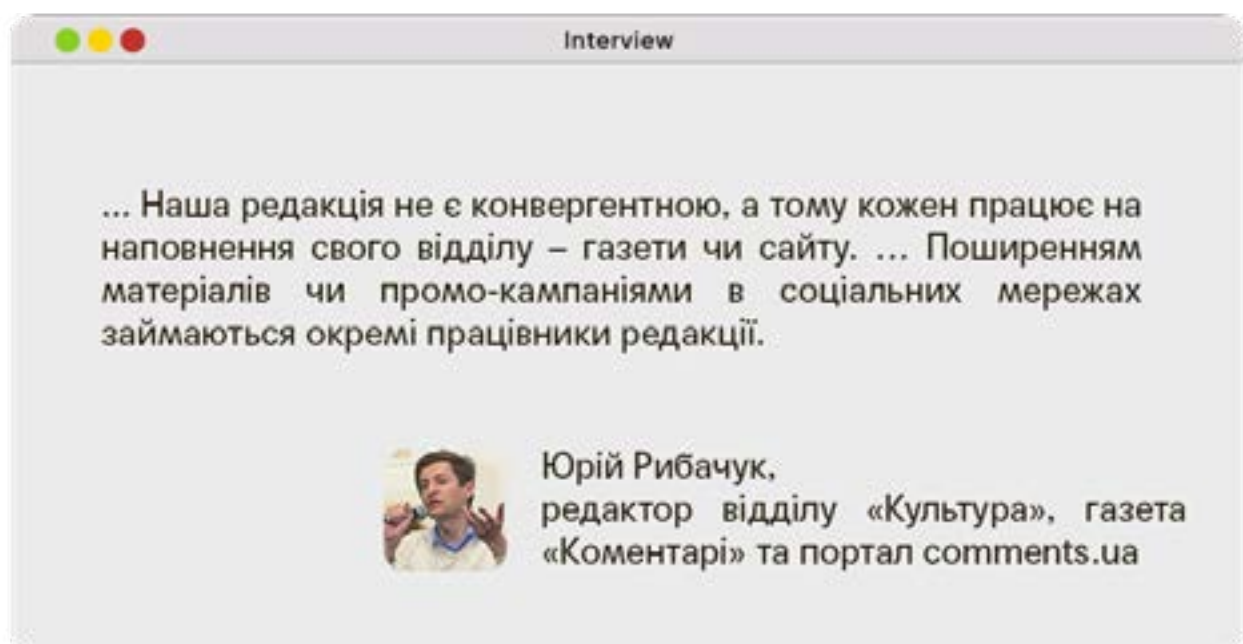 Interview
... Наша редакція не є конвергентною, а тому кожен працює на
наповнення свого відділу – газети чи сайту. ... Поширенням
матеріалів чи промо-кампаніями в соціальних мережах
займаються окремі працівники редакції.
Юрій Рибачук,
редактор відділу «Культура», газета
«Коментарі» та портал comments.ua